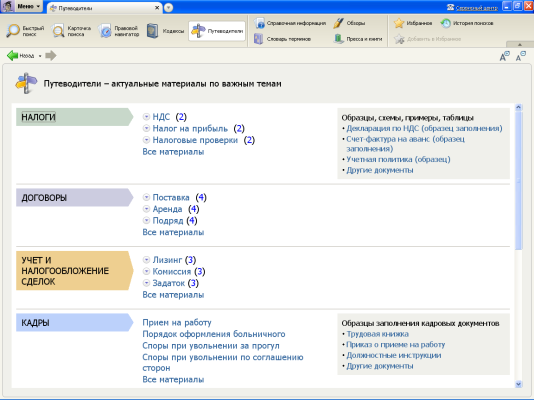 Меню
Путеводители
Сервисный центр
Быстрый поиск
Карточка поиска
Правовой навигатор
Кодексы
Путеводители
Справочная информация
Словарь терминов
Обзоры
Пресса и книги
Избранное
Добавить в Избранное
История поисков
Назад
Путеводители – актуальные материалы по важным темам
НАЛОГИ
НДС (2)
Налог на прибыль (2)
Налоговые проверки (2)
Все материалы
Образцы, схемы, примеры, таблицы
• Декларация по НДС (образец заполнения)
• Счет-фактура на аванс (образец
заполнения)
• Учетная политика (образец)
• Другие документы
ДОГОВОРЫ
Поставка (4)
Аренда (4)
Подряд (4)
Все материалы
УЧЕТ И
НАЛОГООБЛОЖЕНИЕ
СДЕЛОК
Лизинг (3)
Комиссия (3)
Задаток (3)
Все материалы
КАДРЫ
Прием на работу
Порядок оформления больничного
Споры при увольнении за прогул
Споры при увольнении по соглашению
сторон
Все материалы
Образцы заполнения кадровых документов
• Трудовая книжка
• Приказ о приеме на работу
• Должностные инструкции
• Другие документы